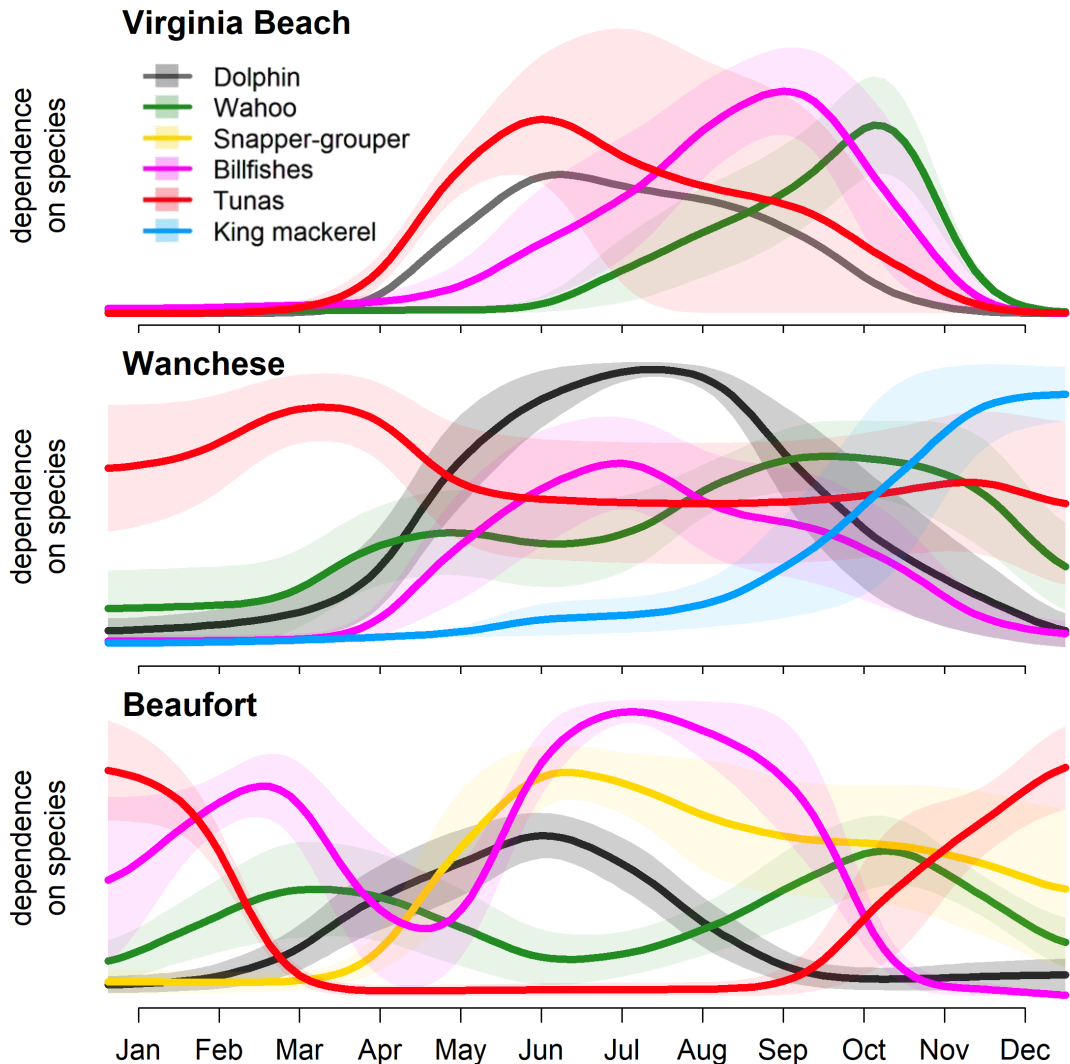 Virginia Beach
Dolphin
Wahoo
Snapper-grouper
Billfishes
Tunas
King mackerel
dependence
on species
Wanchese
dependence
on species
Beaufort
dependence
on species
Jan Feb Mar Apr May Jun Jul Aug Sep Oct Nov Dec